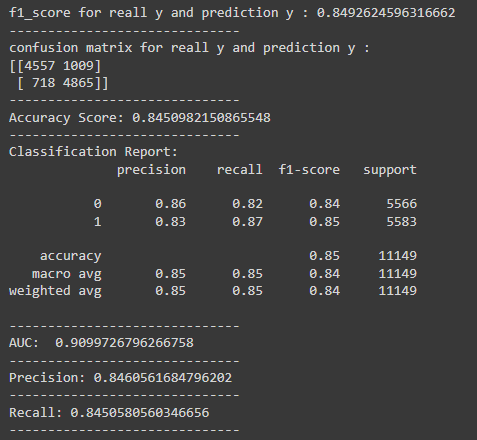 f1_score for reall y and prediction y : 0.8492624596316662
------------------------------
confusion matrix for reall y and prediction y :
[[4557 1009]
 [ 718 4865]]
------------------------------
Accuracy Score: 0.8450982150865548
------------------------------
Classification Report:
              precision    recall  f1-score   support

           0       0.86      0.82      0.84      5566
           1       0.83      0.87      0.85      5583

    accuracy                           0.85     11149
   macro avg       0.85      0.85      0.84     11149
weighted avg       0.85      0.85      0.84     11149

------------------------------
AUC:  0.9099726796266758
------------------------------
Precision: 0.8460561684796202
------------------------------
Recall: 0.8450580560346656
------------------------------